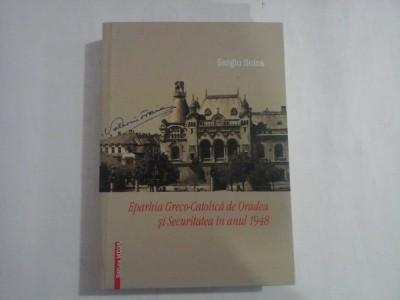 Sergiu Soica
Eparhia Greco-Catolică de Oradea
și Securitatea în anul 1948